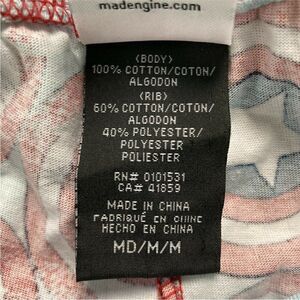 madengine.com
(BODY)
100% COTTON/COTON/
ALGODON
(RIB)
60% COTTON/COTON/
ALGODON
40% POLYESTER/
POLYESTER
POLIESTER
RN# 0101531
CA# 41859
MADE IN CHINA
FABRIQUÉ EN CHINE
HECHO EN CHINA
MD/M/M